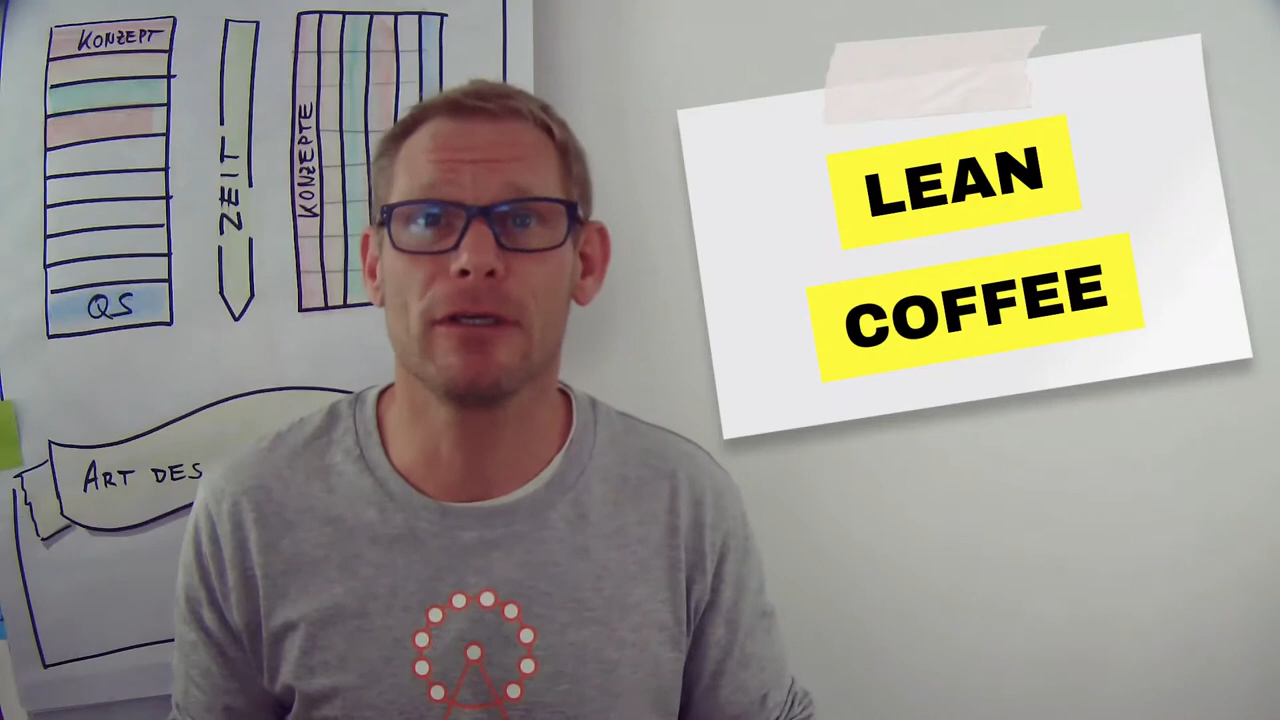 KONZEPT
QS
ZEIT
KONZEPTE
ART DES
LEAN
COFFEE